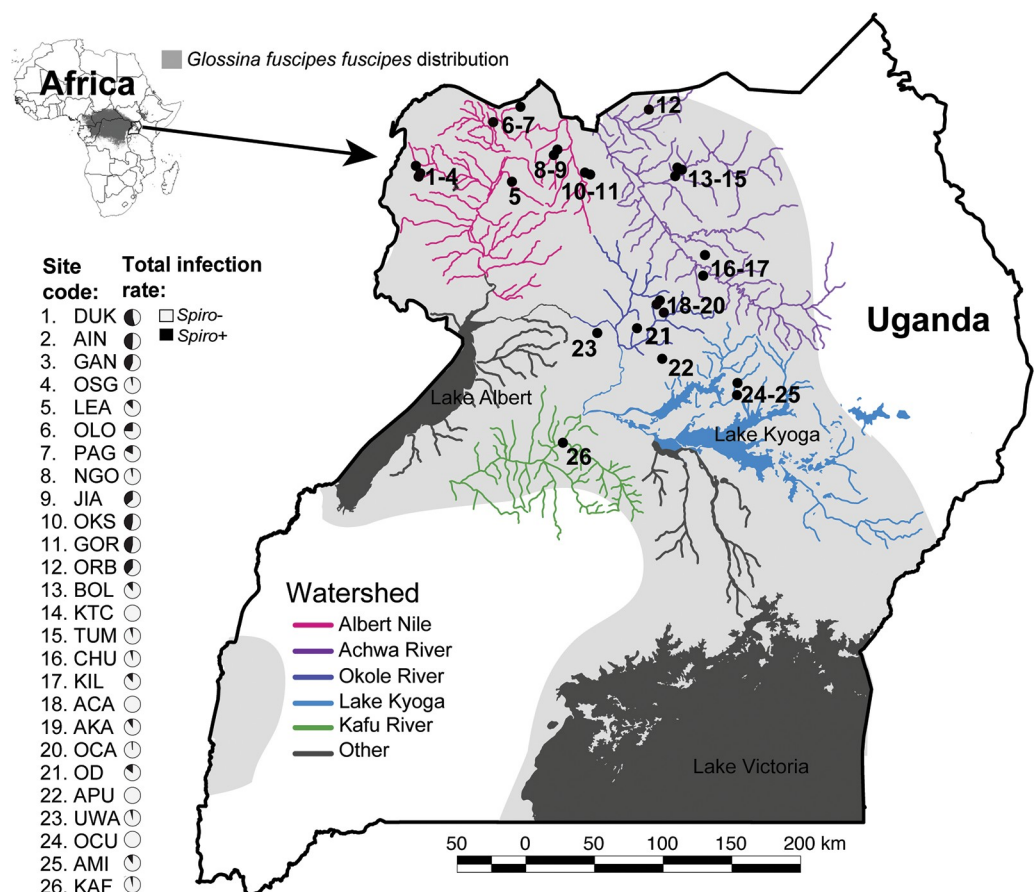 Africa
Glossina fuscipes fuscipes distribution
12
6-7
8-9
1-4
5
10-11
13-15
16-17
18-20
21
23
22
24-25
26
Uganda
Lake Albert
Lake Kyoga
Lake Victoria
Site code: Total infection rate:
Spiro-
Spiro+
1. DUK
2. AIN
3. GAN
4. OSG
5. LEA
6. OLO
7. PAG
8. NGO
9. JIA
10. OKS
11. GOR
12. ORB
13. BOL
14. KTC
15. TUM
16. CHU
17. KIL
18. ACA
19. AKA
20. OCA
21. OD
22. APU
23. UWA
24. OCU
25. AMI
26. KAF
Watershed
Albert Nile
Achwa River
Okole River
Lake Kyoga
Kafu River
Other
50 0 50 100 150 200 km